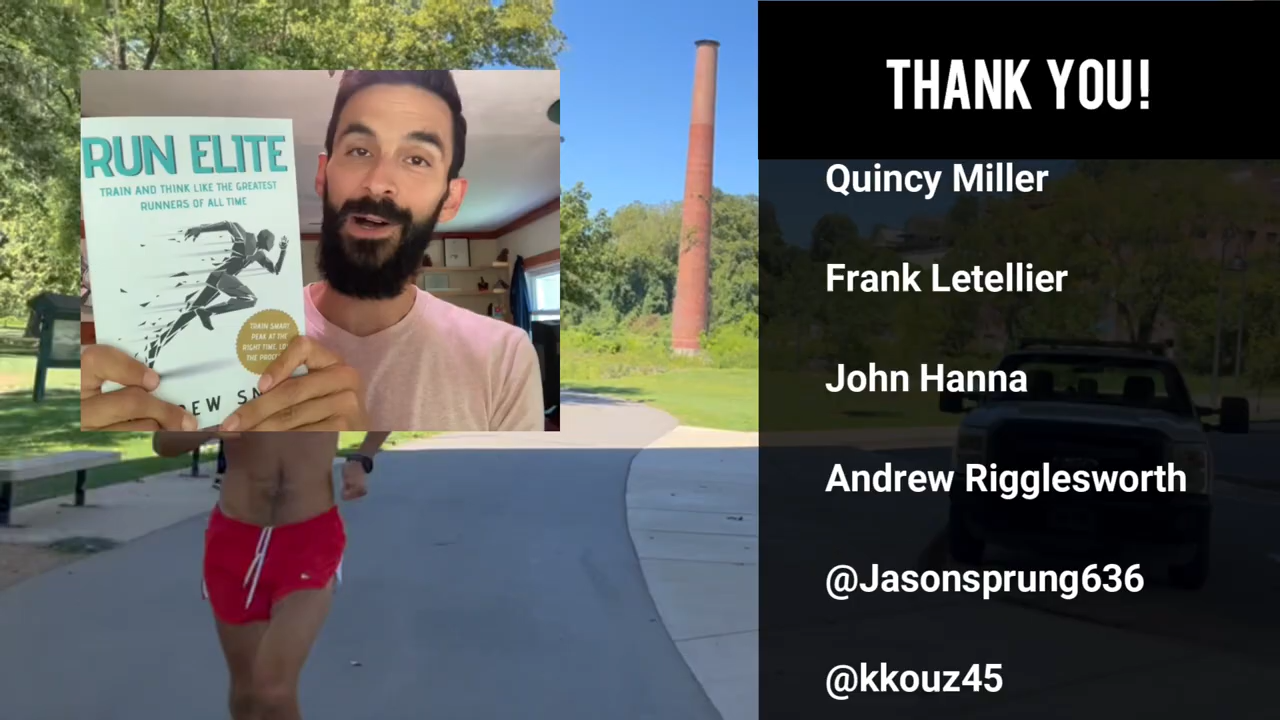 RUN ELITE
TRAIN AND THINK LIKE THE GREATEST
RUNNERS OF ALL TIME
TRAIN SMART
PEAK AT THE
RIGHT TIME,
THE
THANK YOU!
Quincy Miller
Frank Letellier
John Hanna
Andrew Rigglesworth
@Jasonsprung636
@kkouz45